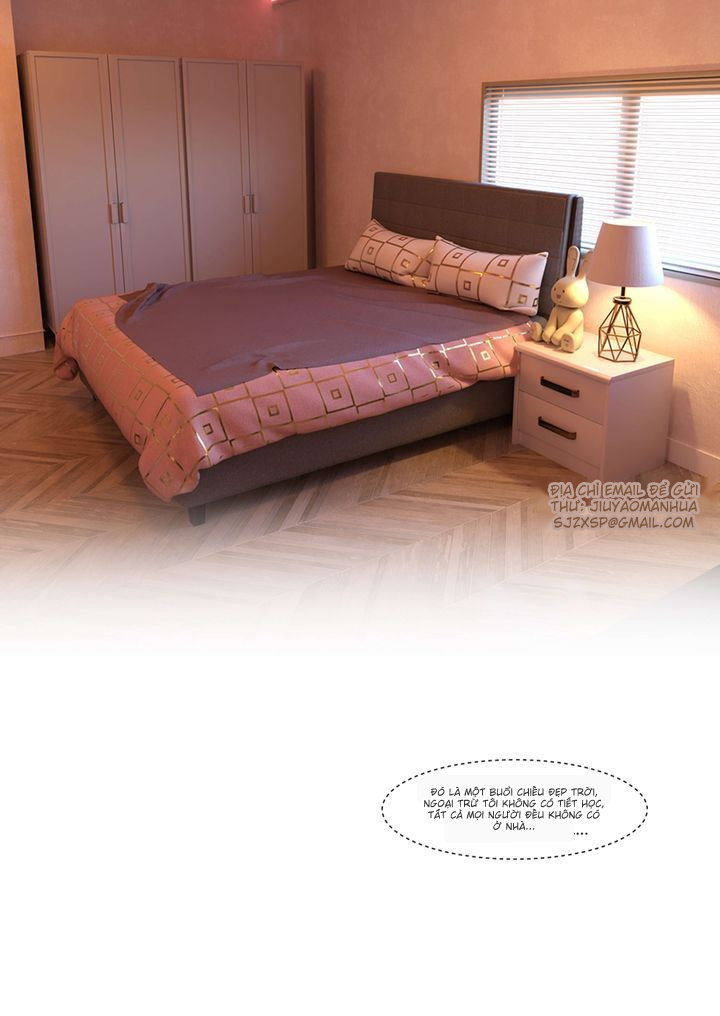 ĐỊA CHỈ EMAIL ĐỂ GỬI
THƯ: JIUYAOMANHUA
SJZXSP@GMAIL.COM
ĐÓ LÀ MỘT BUỔI CHIỀU ĐẸP TRỜI,
NGOẠI TRỪ TÔI KHÔNG CÓ TIẾT HỌC,
TẤT CẢ MỌI NGƯỜI ĐỀU KHÔNG CÓ
Ở NHÀ... ...